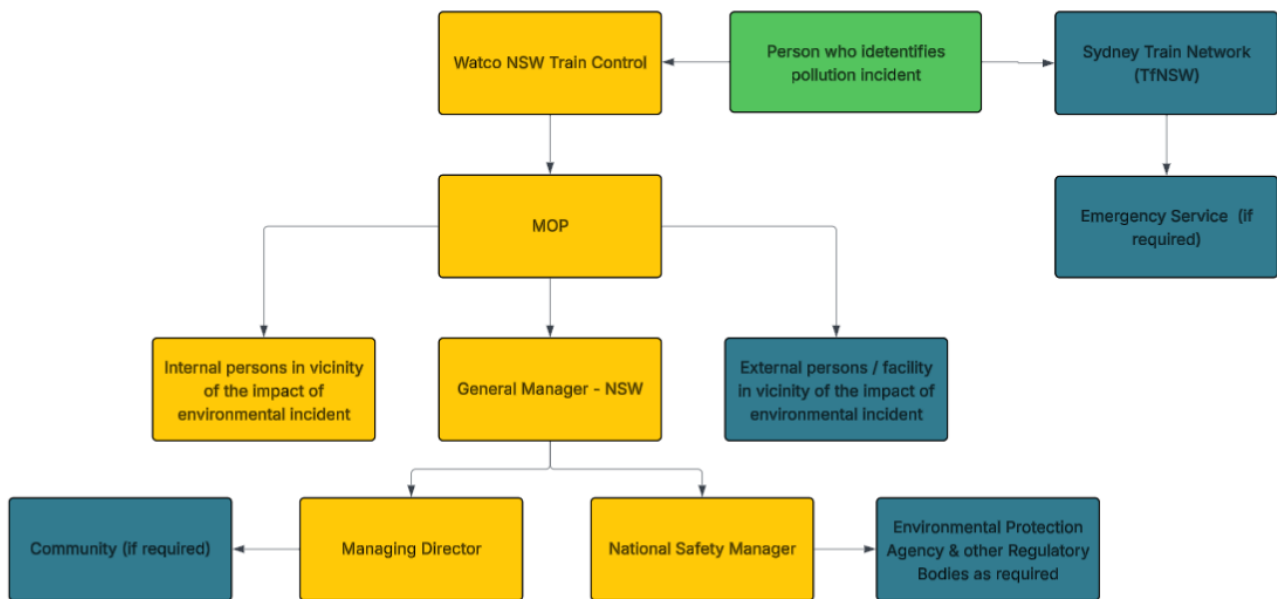 Watco NSW Train Control
Person who idetentifies
pollution incident
Sydney Train Network
(TfNSW)
MOP
Emergency Service (if
required)
Internal persons in vicinity
of the impact of
environmental incident
General Manager - NSW
External persons / facility
in vicinity of the impact of
environmental incident
Community (if required)
Managing Director
National Safety Manager
Environmental Protection
Agency & other Regulatory
Bodies as required